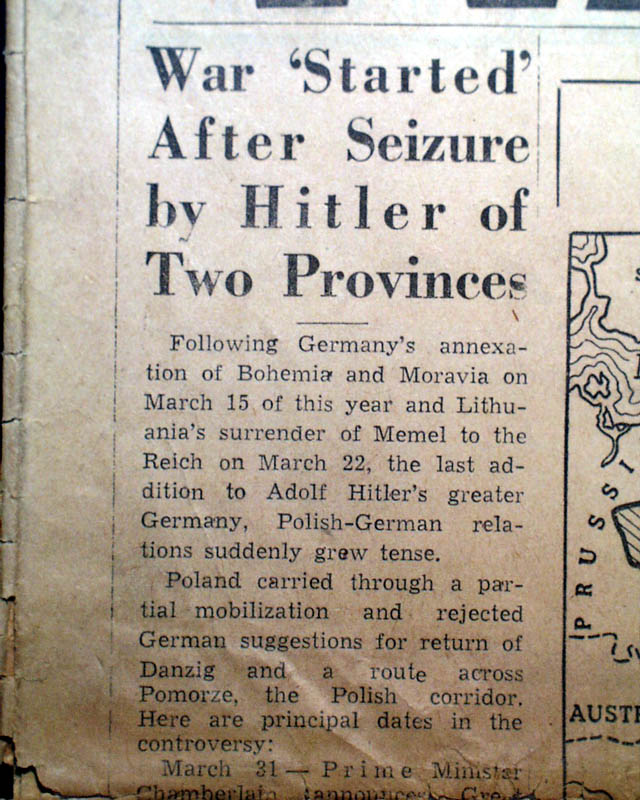 War ‘Started’
After Seizure
by Hitler of
Two Provinces
Following Germany's annexa-
tion of Bohemia and Moravia on
March 15 of this year and Lithu-
ania's surrender of Memel to the
Reich on March 22, the last ad-
dition to Adolf Hitler's greater
Germany, Polish-German rela-
tions suddenly grew tense.
Poland carried through a par-
tial mobilization and rejected
German suggestions for return of
Danzig and a route across
Pomorze, the Polish corridor.
Here are principal dates in the
controversy:
March 31 — Prime Minister
Chamberlain announces
PRUSSI
AUST